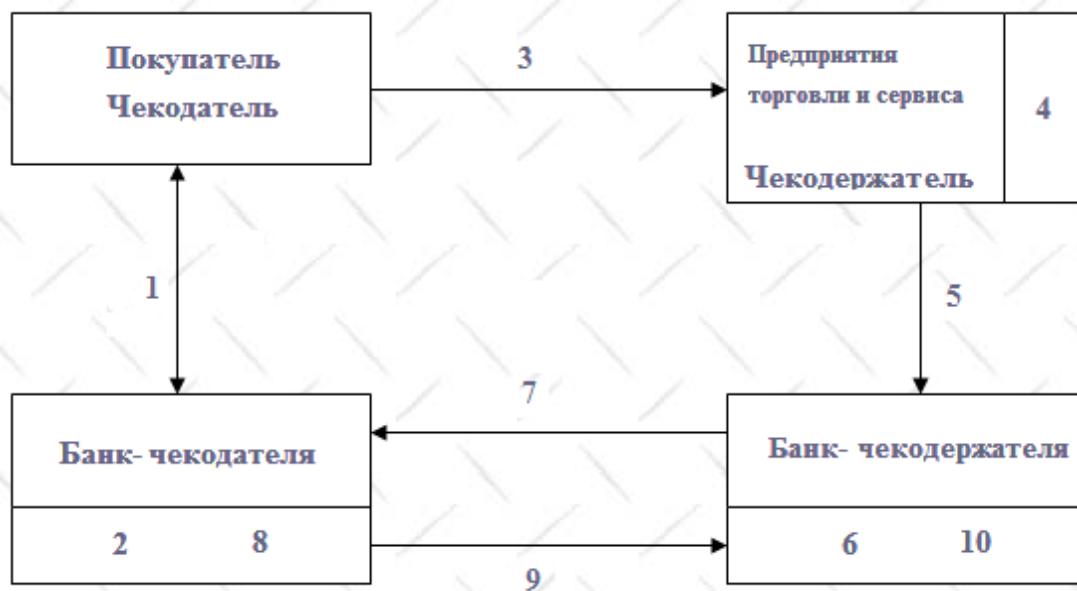 Покупатель
Чекодатель
3
Предприятия
торговли и сервиса
Чекодержатель
4
1
5
7
Банк- чекодателя
2 8
9
Банк- чекодержателя
6 10